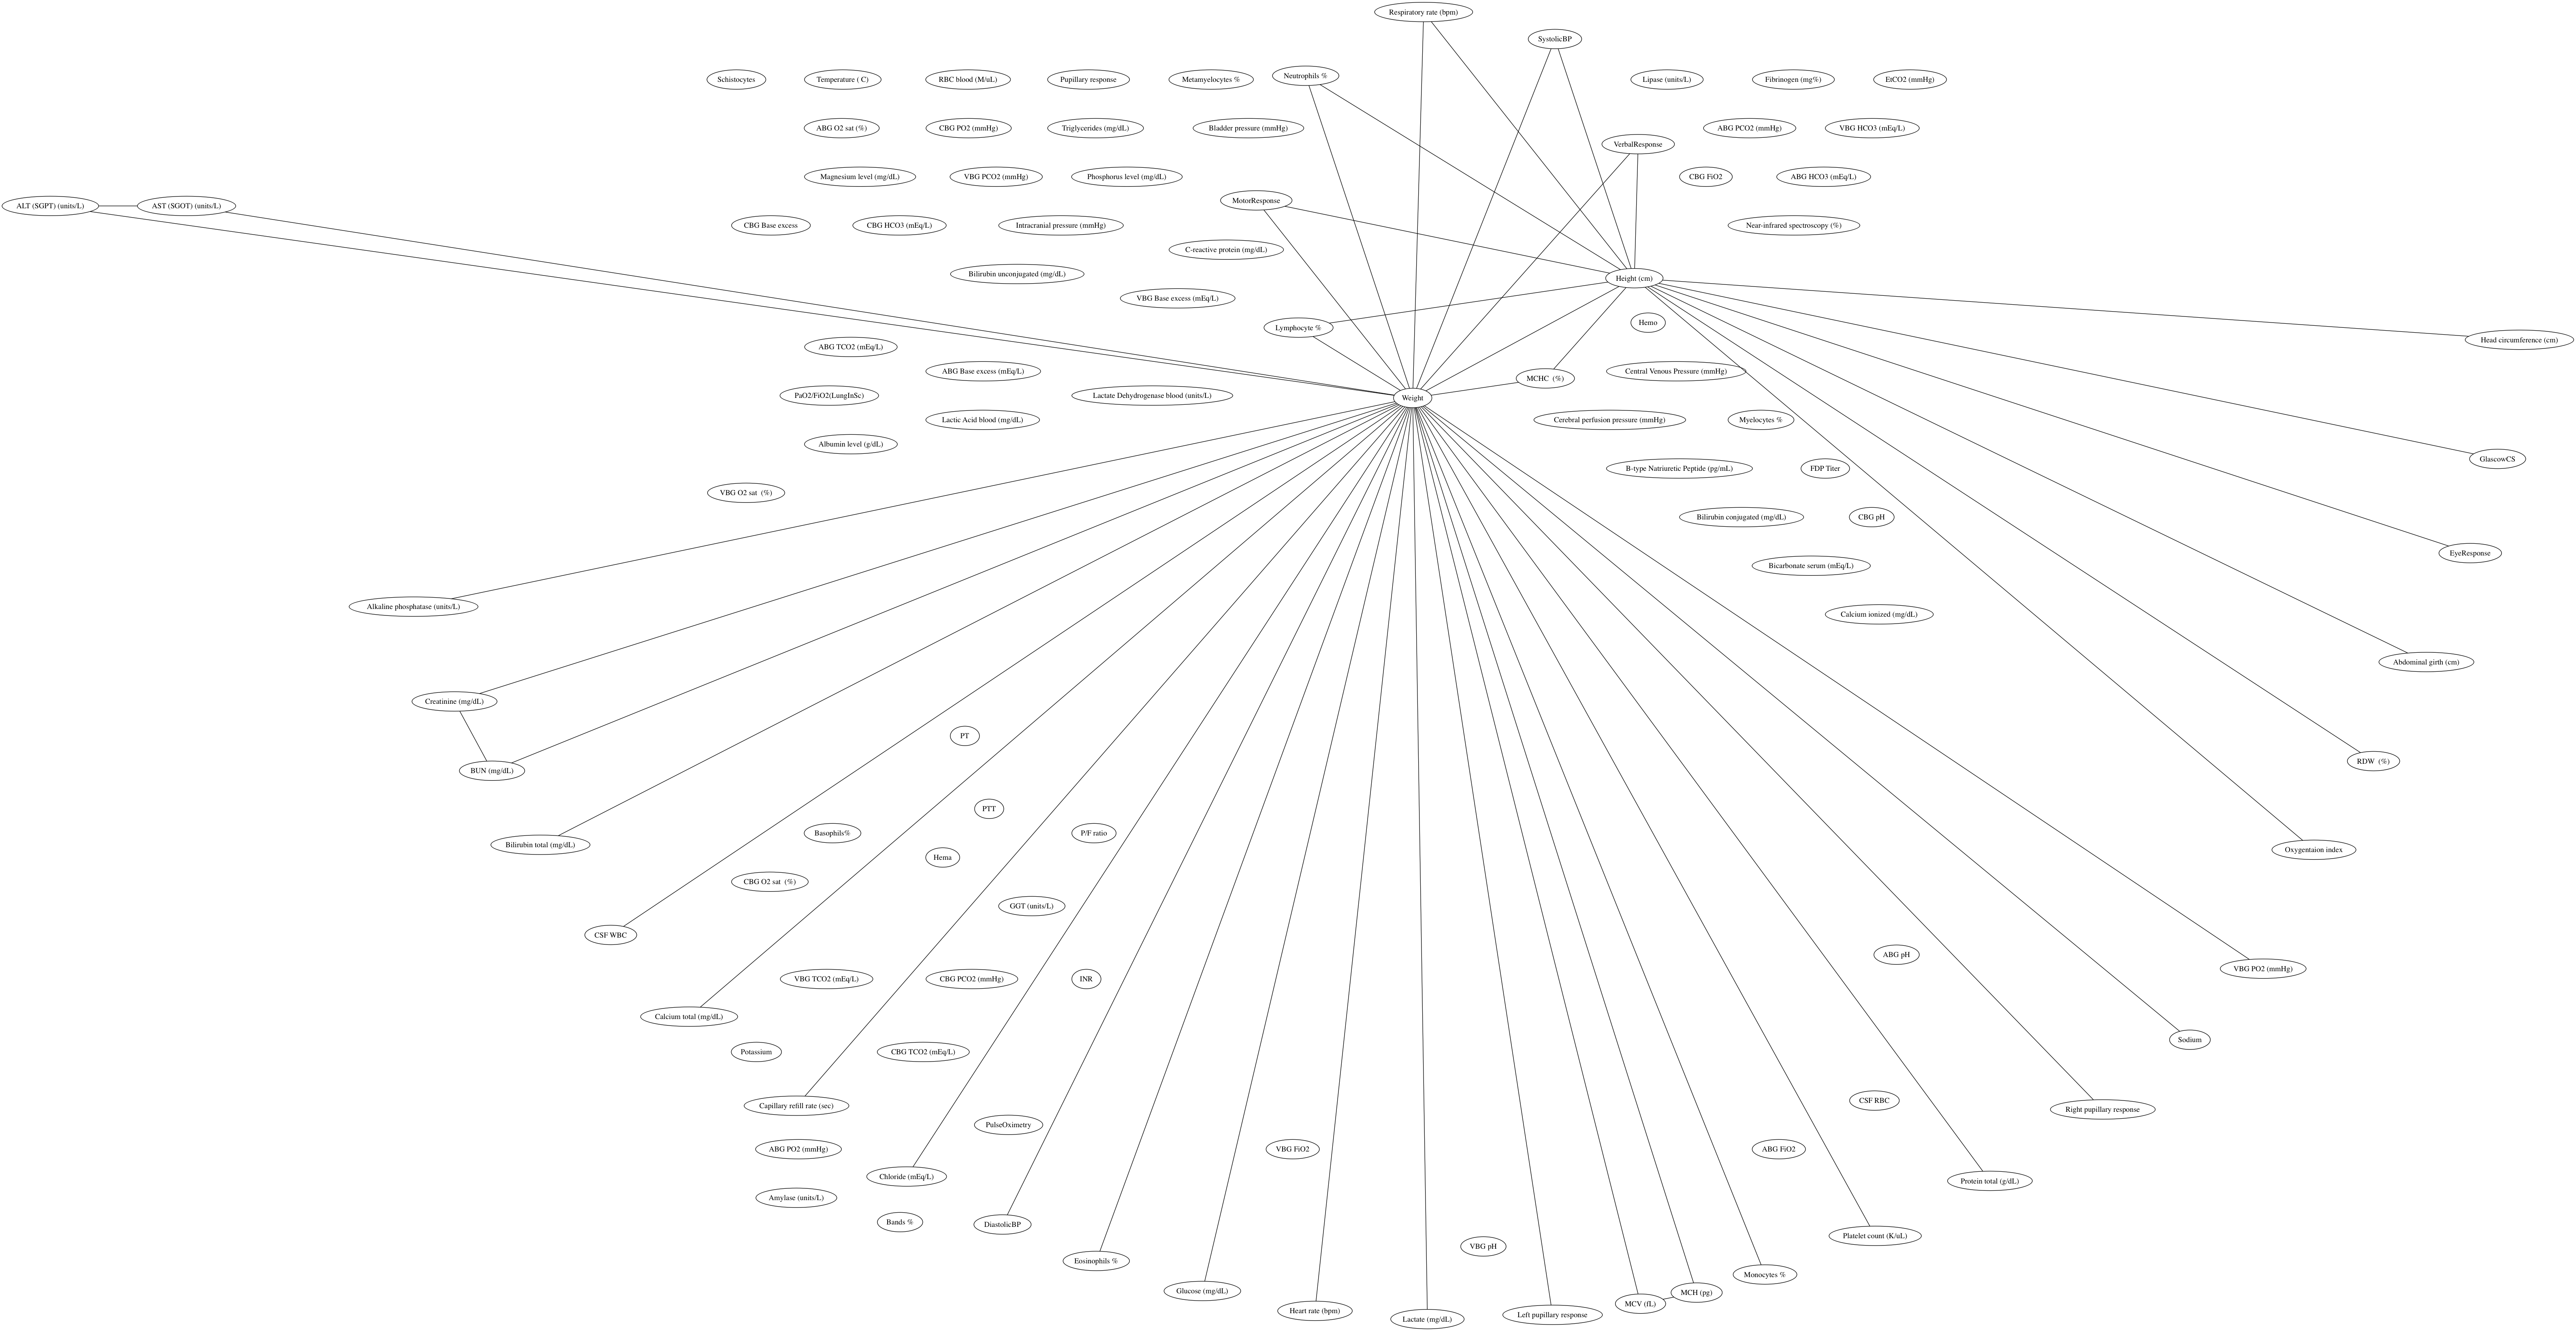 Respiratory rate (bpm)
SystolicBP
Schistocytes
Temperature ( C)
RBC blood (M/uL)
Pupillary response
Metamyelocytes %
Neutrophils %
Lipase (units/L)
Fibrinogen (mg%)
EtCO2 (mmHg)
ABG O2 sat (%)
CBG PO2 (mmHg)
Triglycerides (mg/dL)
Bladder pressure (mmHg)
ABG PCO2 (mmHg)
VBG HCO3 (mEq/L)
VerbalResponse
Magnesium level (mg/dL)
VBG PCO2 (mmHg)
Phosphorus level (mg/dL)
CBG FiO2
ABG HCO3 (mEq/L)
ALT (SGPT) (units/L)
AST (SGOT) (units/L)
MotorResponse
CBG Base excess
CBG HCO3 (mEq/L)
Intracranial pressure (mmHg)
Near-infrared spectroscopy (%)
C-reactive protein (mg/dL)
Bilirubin unconjugated (mg/dL)
Height (cm)
VBG Base excess (mEq/L)
Lymphocyte %
Hemo
Head circumference (cm)
ABG TCO2 (mEq/L)
ABG Base excess (mEq/L)
MCHC  (%)
Central Venous Pressure (mmHg)
PaO2/FiO2(LungInSc)
Lactate Dehydrogenase blood (units/L)
Weight
Lactic Acid blood (mg/dL)
Cerebral perfusion pressure (mmHg)
Myelocytes %
Albumin level (g/dL)
GlascowCS
B-type Natriuretic Peptide (pg/mL)
FDP Titer
VBG O2 sat  (%)
Bilirubin conjugated (mg/dL)
CBG pH
EyeResponse
Bicarbonate serum (mEq/L)
Alkaline phosphatase (units/L)
Calcium ionized (mg/dL)
Abdominal girth (cm)
Creatinine (mg/dL)
PT
BUN (mg/dL)
RDW  (%)
PTT
Basophils%
P/F ratio
Bilirubin total (mg/dL)
Hema
Oxygentaion index
CBG O2 sat  (%)
GGT (units/L)
CSF WBC
ABG pH
VBG TCO2 (mEq/L)
CBG PCO2 (mmHg)
INR
VBG PO2 (mmHg)
Calcium total (mg/dL)
Potassium
CBG TCO2 (mEq/L)
Sodium
Capillary refill rate (sec)
CSF RBC
Right pupillary response
PulseOximetry
ABG PO2 (mmHg)
VBG FiO2
ABG FiO2
Chloride (mEq/L)
Protein total (g/dL)
Amylase (units/L)
Bands %
DiastolicBP
Platelet count (K/uL)
VBG pH
Eosinophils %
Monocytes %
Glucose (mg/dL)
MCH (pg)
MCV (fL)
Heart rate (bpm)
Left pupillary response
Lactate (mg/dL)